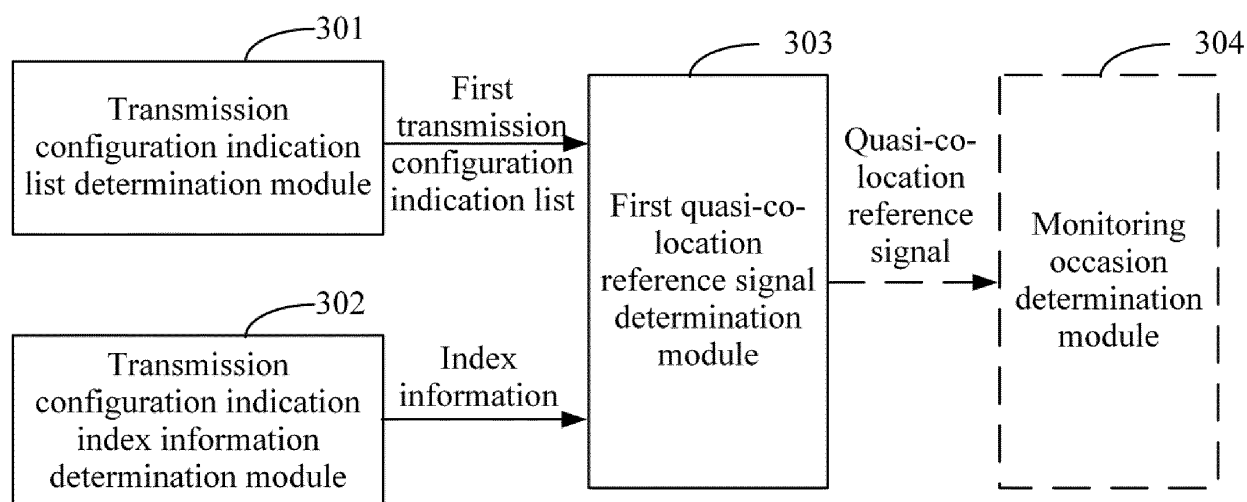 301
Transmission
configuration indication
list determination module
First
transmission
configuration
indication list
302
Transmission
configuration indication
index information
determination module
Index
information
303
First quasi-co-
location
reference signal
determination
module
Quasi-co-
location
reference
signal
304
Monitoring
occasion
determination
module